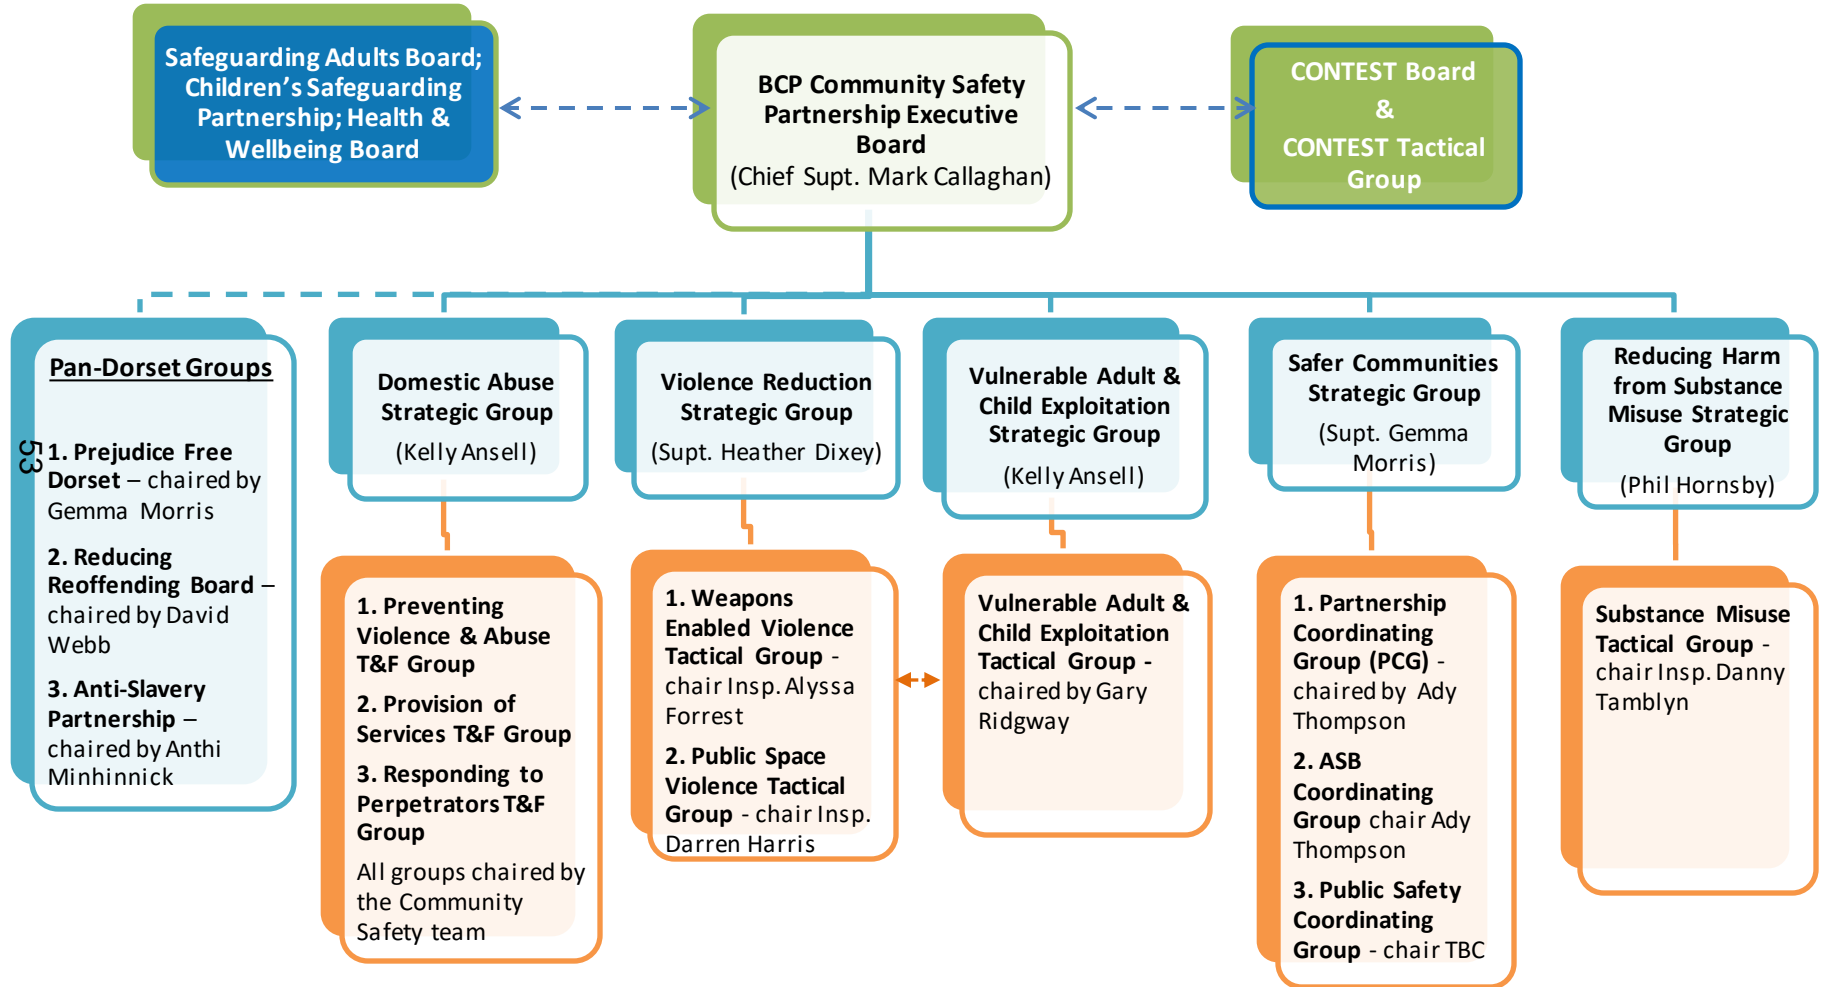 Safeguarding Adults Board;
Children's Safeguarding
Partnership; Health &
Wellbeing Board
BCP Community Safety
Partnership Executive
Board
(Chief Supt. Mark Callaghan)
CONTEST Board
&
CONTEST Tactical
Group
Pan-Dorset Groups
1. Prejudice Free
Dorset – chaired by
Gemma Morris
2. Reducing
Reoffending Board –
chaired by David
Webb
3. Anti-Slavery
Partnership –
chaired by Anthi
Minhinnick
53
Domestic Abuse
Strategic Group
(Kelly Ansell)
Violence Reduction
Strategic Group
(Supt. Heather Dixey)
Vulnerable Adult &
Child Exploitation
Strategic Group
(Kelly Ansell)
Safer Communities
Strategic Group
(Supt. Gemma
Morris)
Reducing Harm
from Substance
Misuse Strategic
Group
(Phil Hornsby)
1. Preventing
Violence & Abuse
T&F Group
2. Provision of
Services T&F Group
3. Responding to
Perpetrators T&F
Group
All groups chaired by
the Community
Safety team
1. Weapons
Enabled Violence
Tactical Group -
chair Insp. Alyssa
Forrest
2. Public Space
Violence Tactical
Group - chair Insp.
Darren Harris
Vulnerable Adult &
Child Exploitation
Tactical Group -
chaired by Gary
Ridgway
1. Partnership
Coordinating
Group (PCG) -
chaired by Ady
Thompson
2. ASB
Coordinating
Group chair Ady
Thompson
3. Public Safety
Coordinating
Group - chair TBC
Substance Misuse
Tactical Group -
chair Insp. Danny
Tamblyn